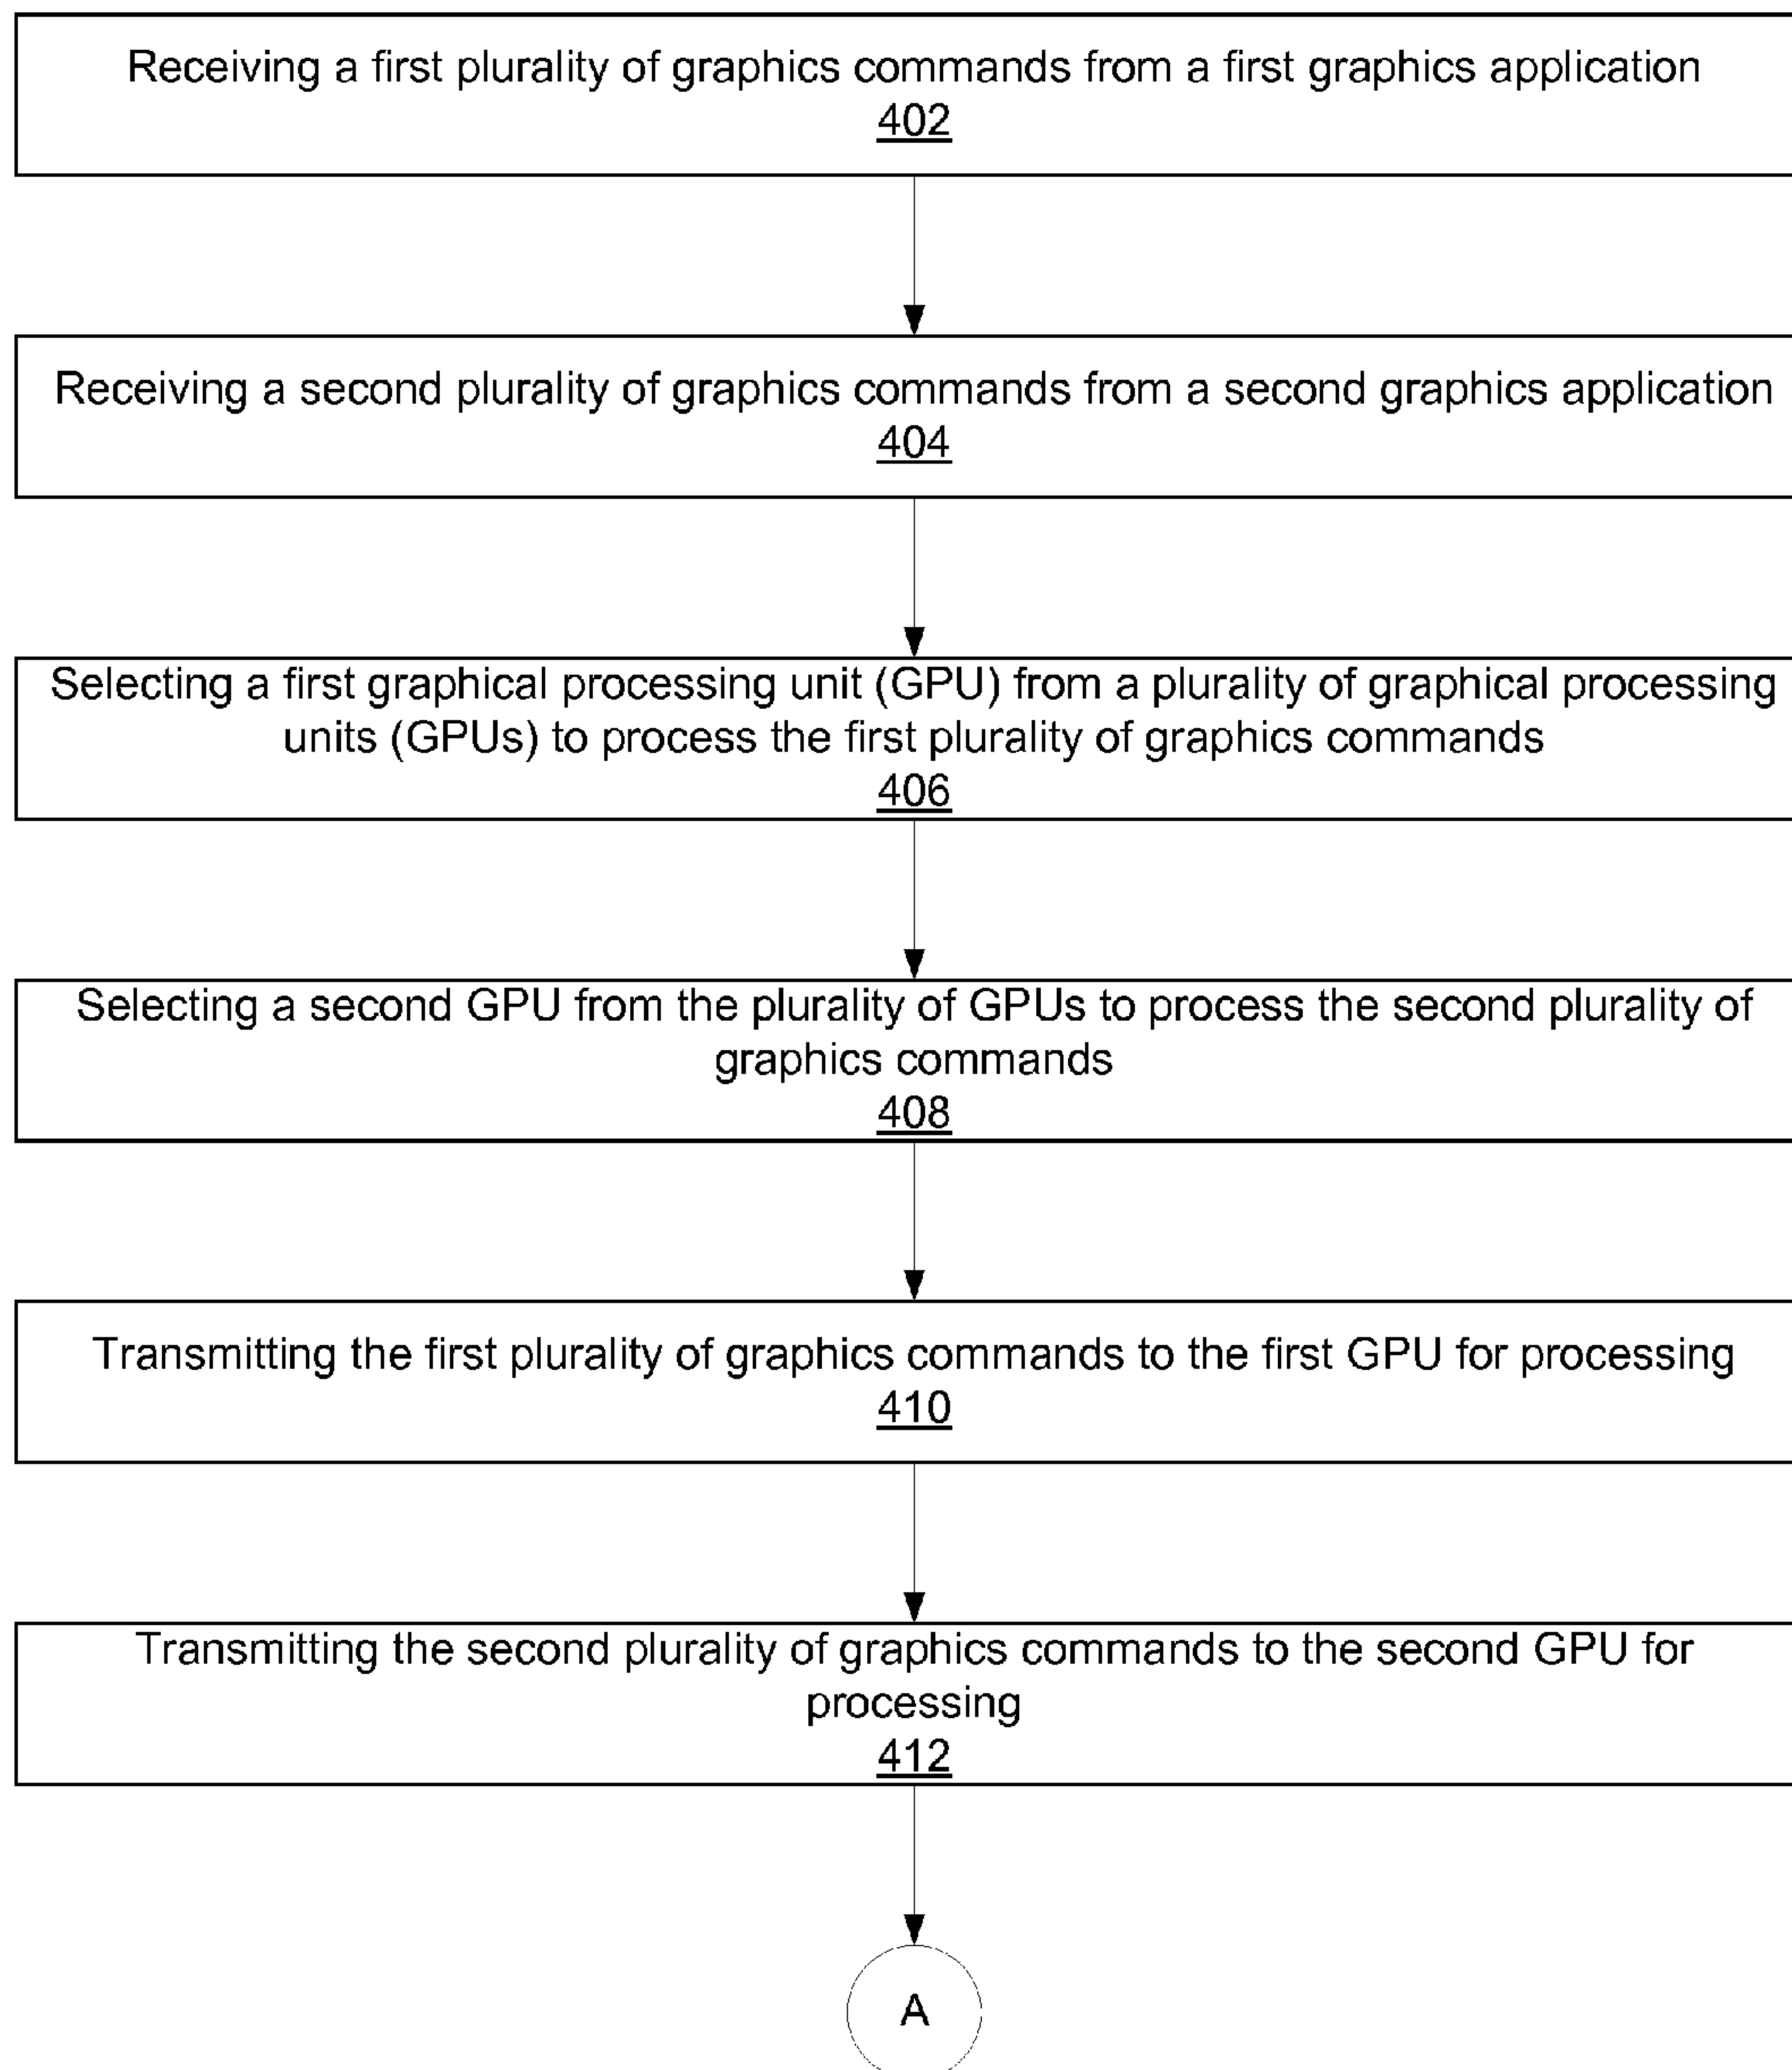 Receiving a first plurality of graphics commands from a first graphics application
402
Receiving a second plurality of graphics commands from a second graphics application
404
Selecting a first graphical processing unit (GPU) from a plurality of graphical processing
units (GPUs) to process the first plurality of graphics commands
406
Selecting a second GPU from the plurality of GPUs to process the second plurality of
graphics commands
408
Transmitting the first plurality of graphics commands to the first GPU for processing
410
Transmitting the second plurality of graphics commands to the second GPU for
processing
412
A